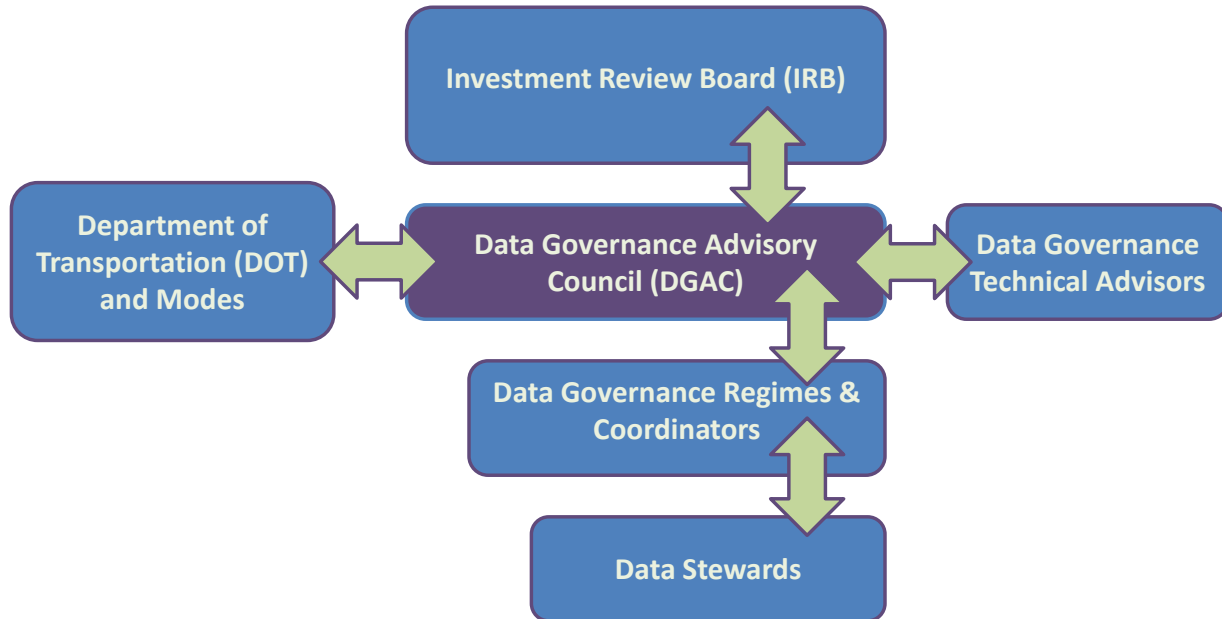 Investment Review Board (IRB)
Department of
Transportation (DOT)
and Modes
Data Governance Advisory
Council (DGAC)
Data Governance
Technical Advisors
Data Governance Regimes &
Coordinators
Data Stewards